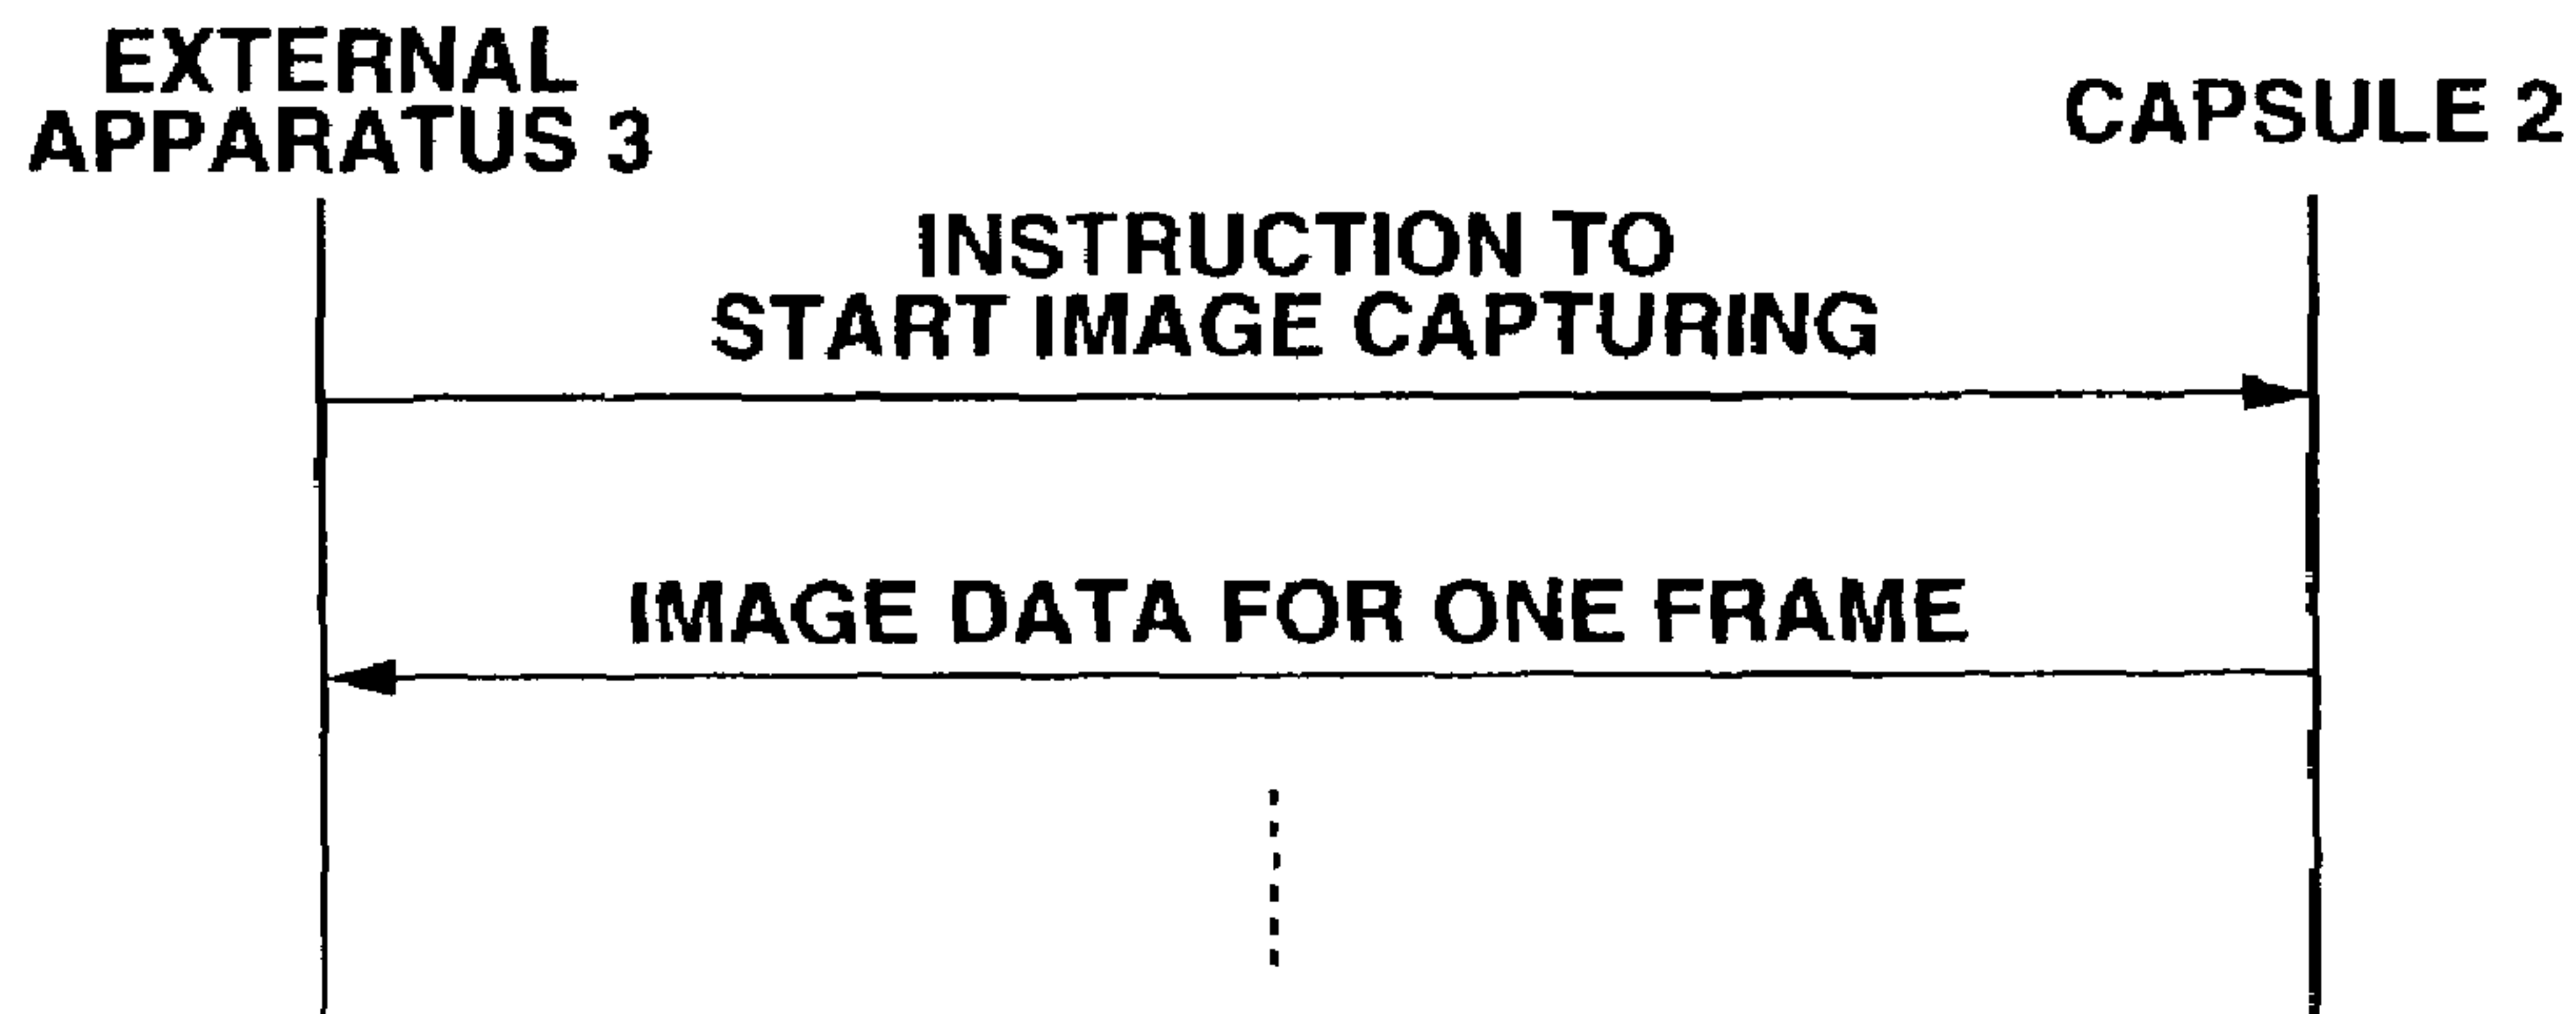 EXTERNAL
APPARATUS 3
CAPSULE 2
INSTRUCTION TO
START IMAGE CAPTURING
IMAGE DATA FOR ONE FRAME